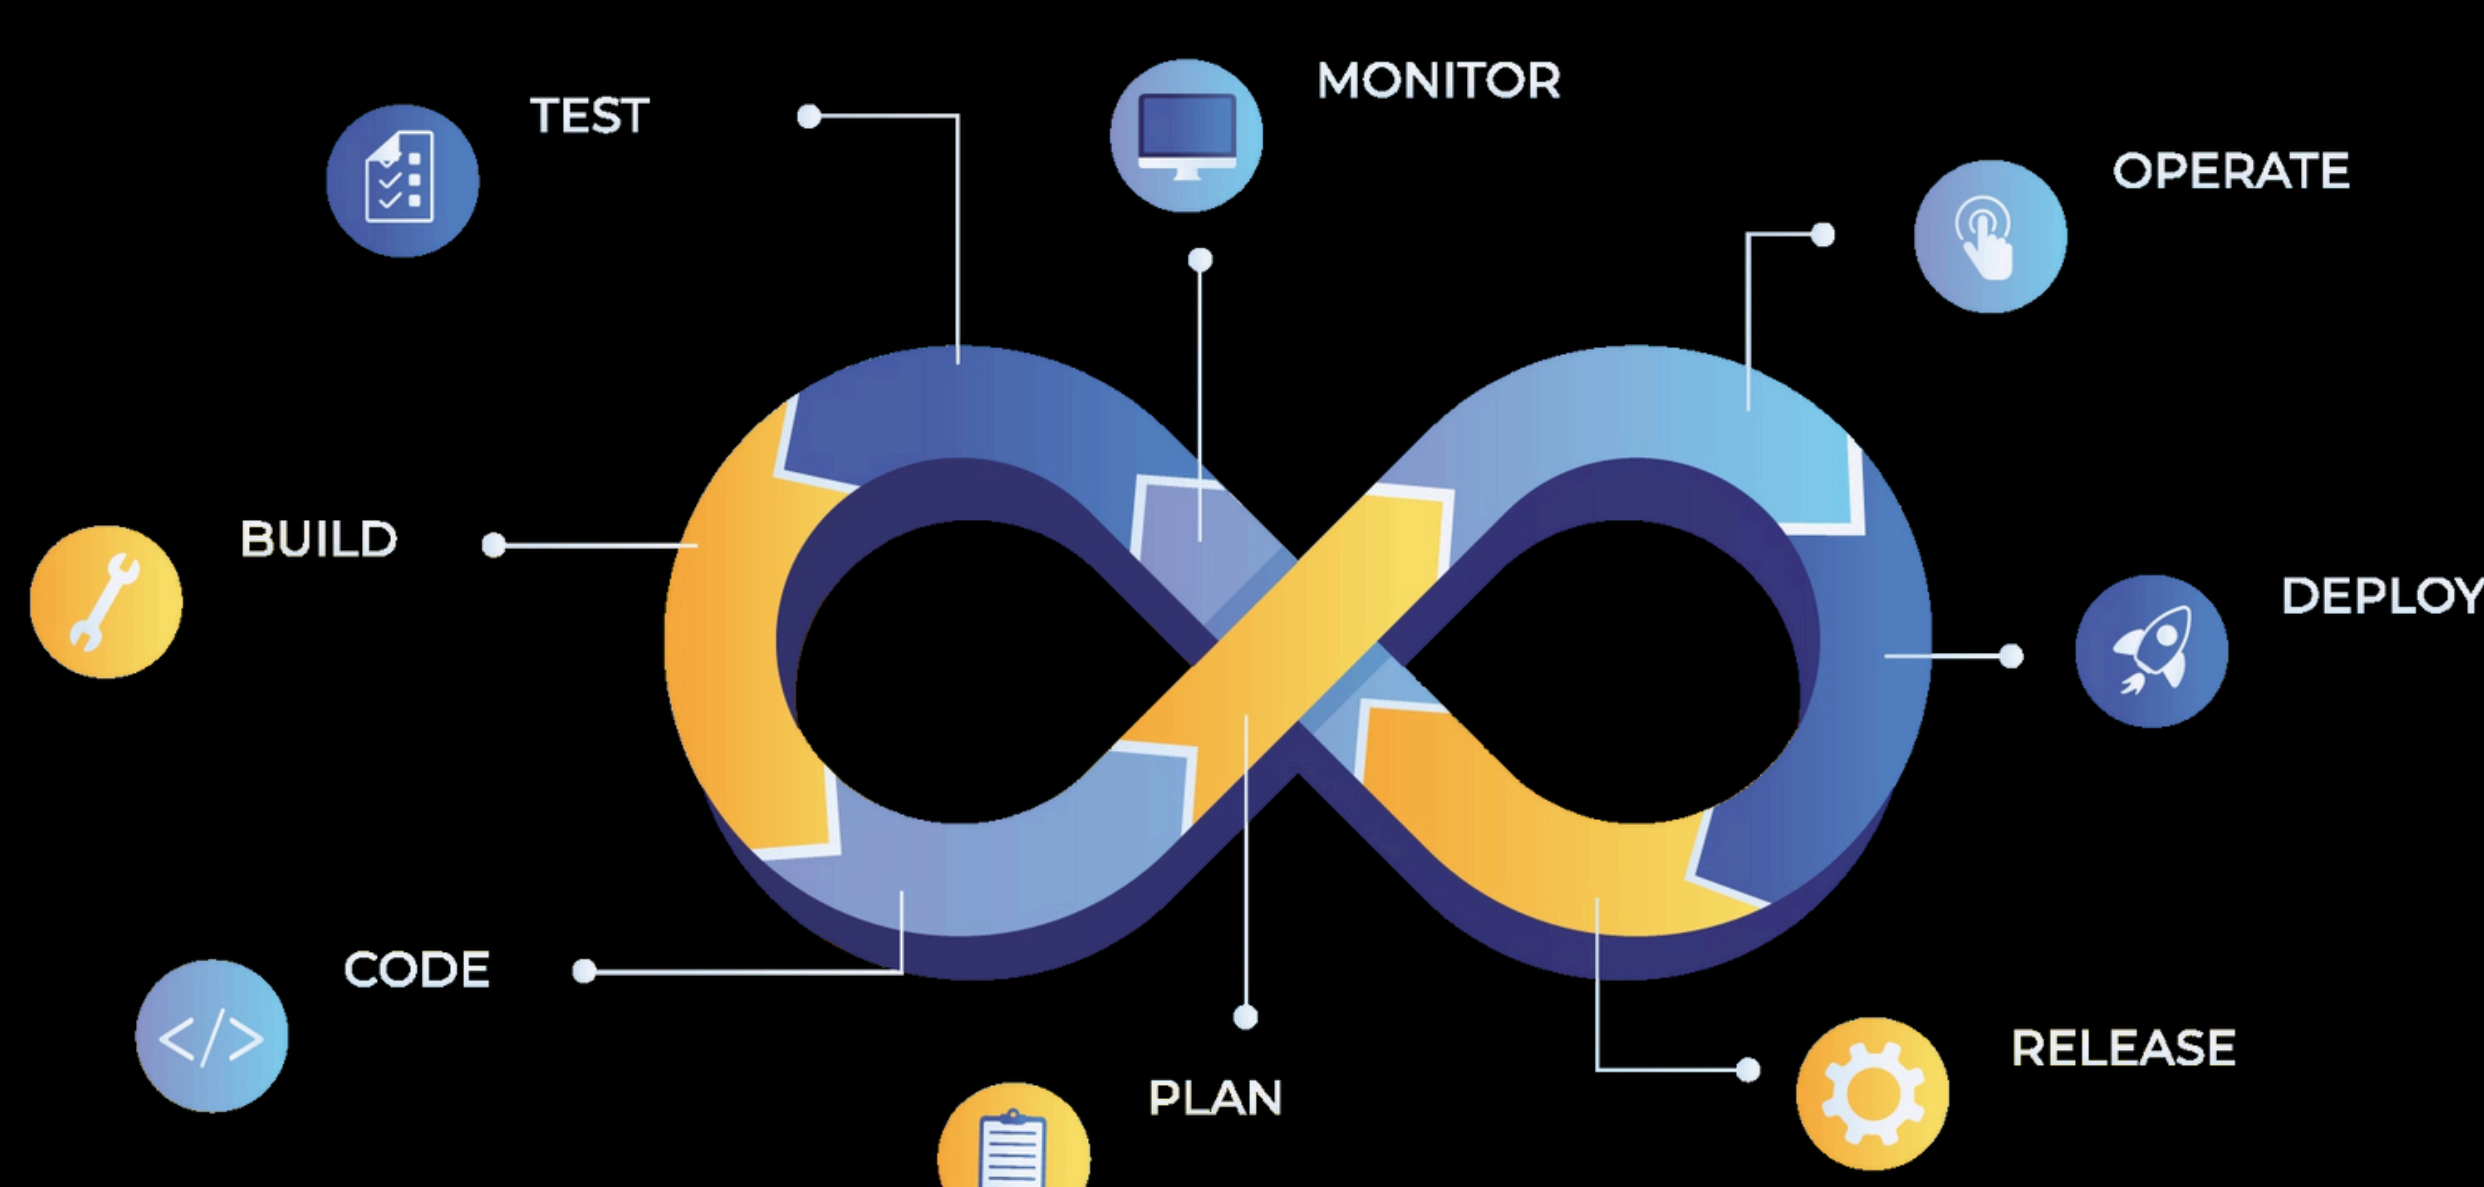 TEST
MONITOR
OPERATE
BUILD
DEPLOY
CODE
PLAN
RELEASE